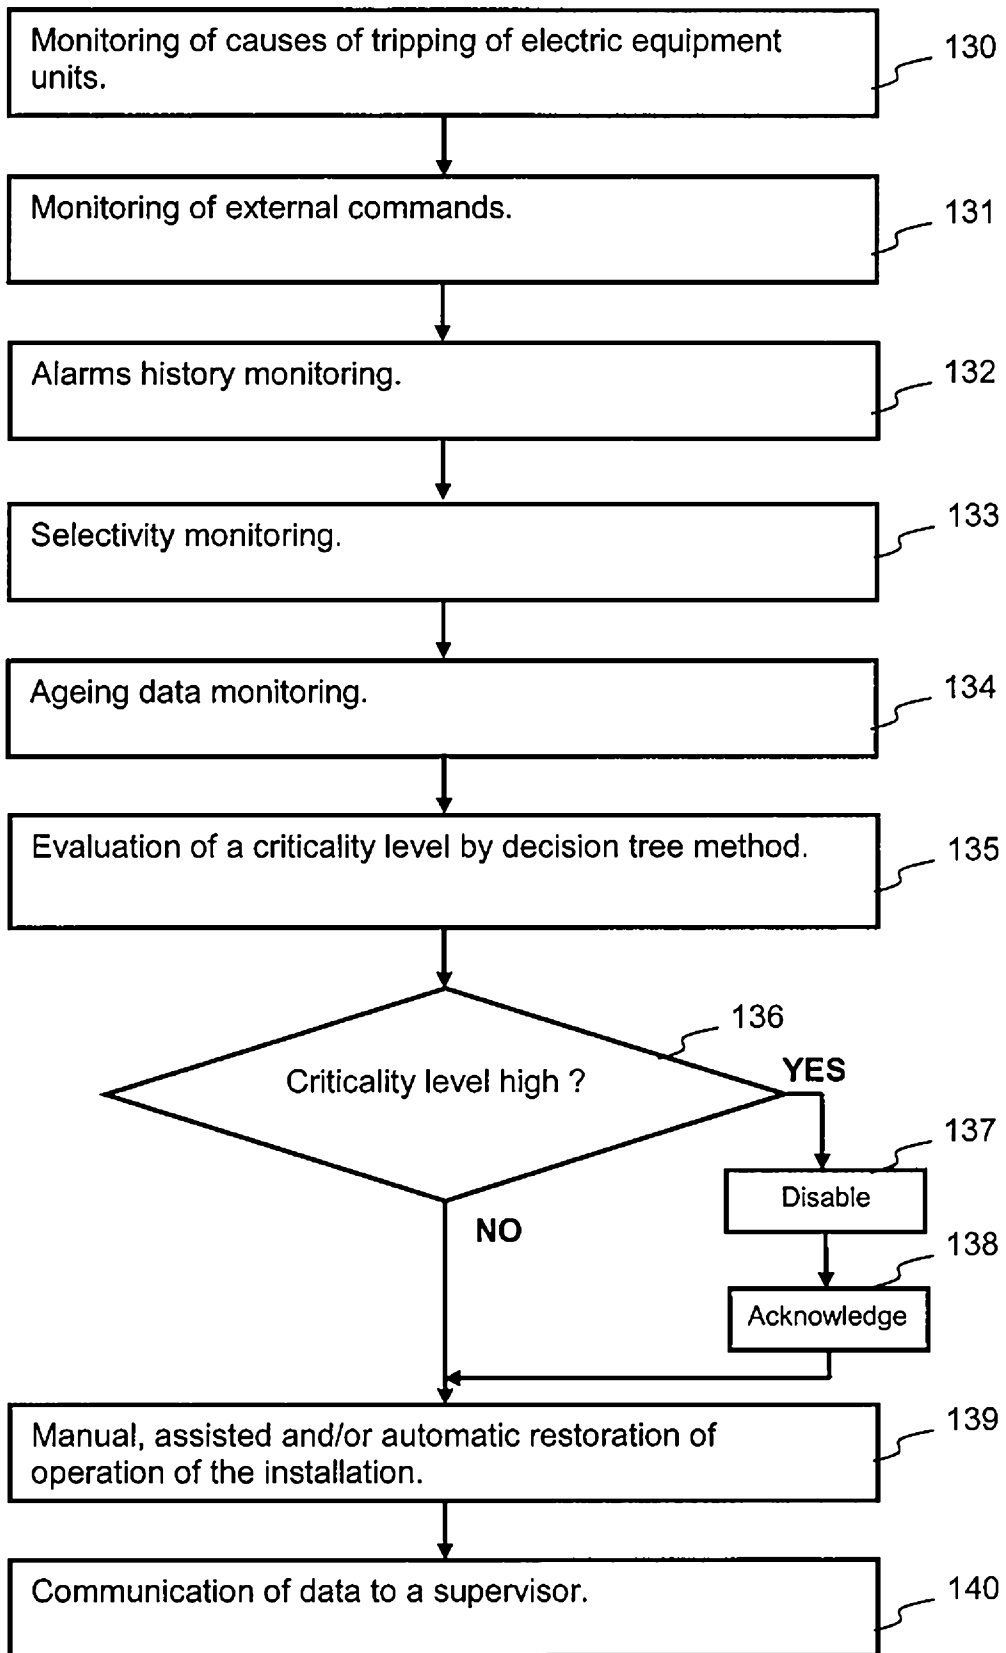 Monitoring of causes of tripping of electric equipment
units.
130
Monitoring of external commands.
131
Alarms history monitoring.
132
Selectivity monitoring.
133
Ageing data monitoring.
134
Evaluation of a criticality level by decision tree method.
135
136
Criticality level high ?
YES
137
Disable
NO
138
Acknowledge
Manual, assisted and/or automatic restoration of
operation of the installation.
139
Communication of data to a supervisor.
140